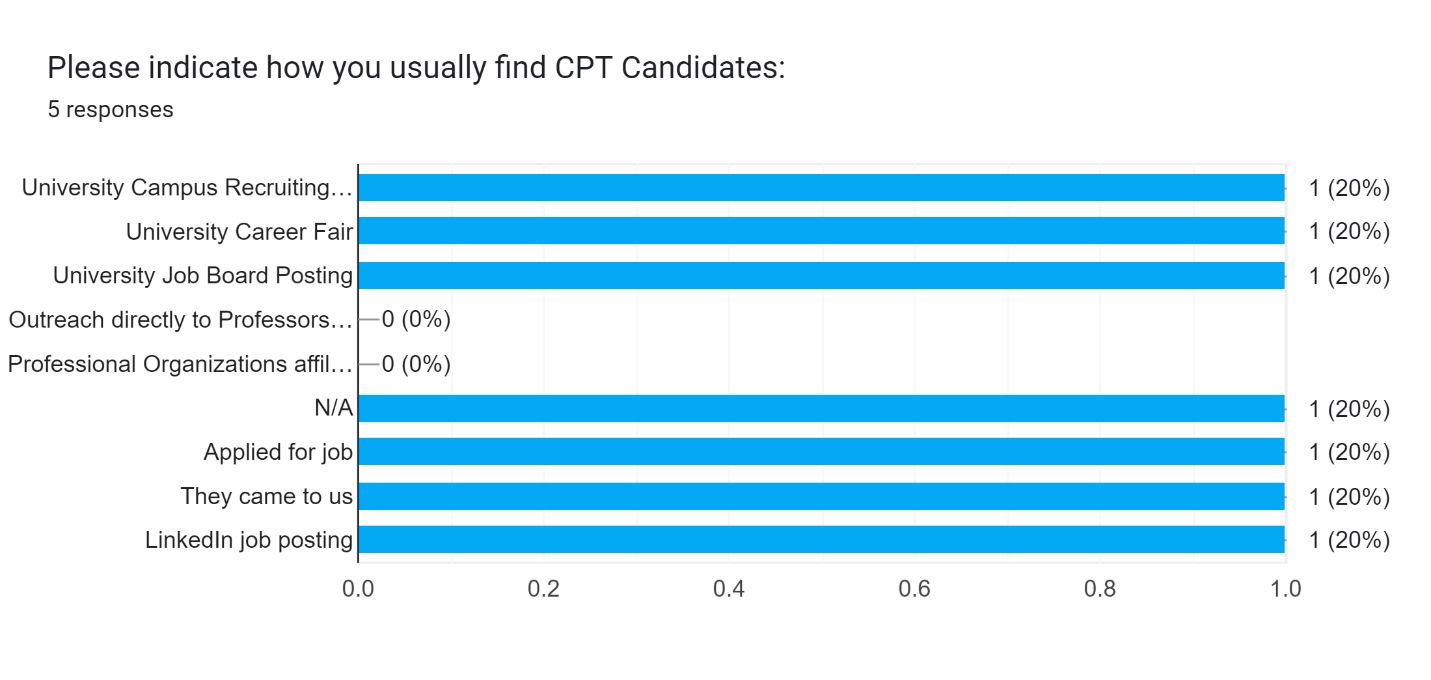 Please indicate how you usually find CPT Candidates:
5 responses
University Campus Recruiting… 1 (20%)
University Career Fair 1 (20%)
University Job Board Posting 1 (20%)
Outreach directly to Professors… 0 (0%)
Professional Organizations affil… 0 (0%)
N/A 1 (20%)
Applied for job 1 (20%)
They came to us 1 (20%)
LinkedIn job posting 1 (20%)
0.0 0.2 0.4 0.6 0.8 1.0